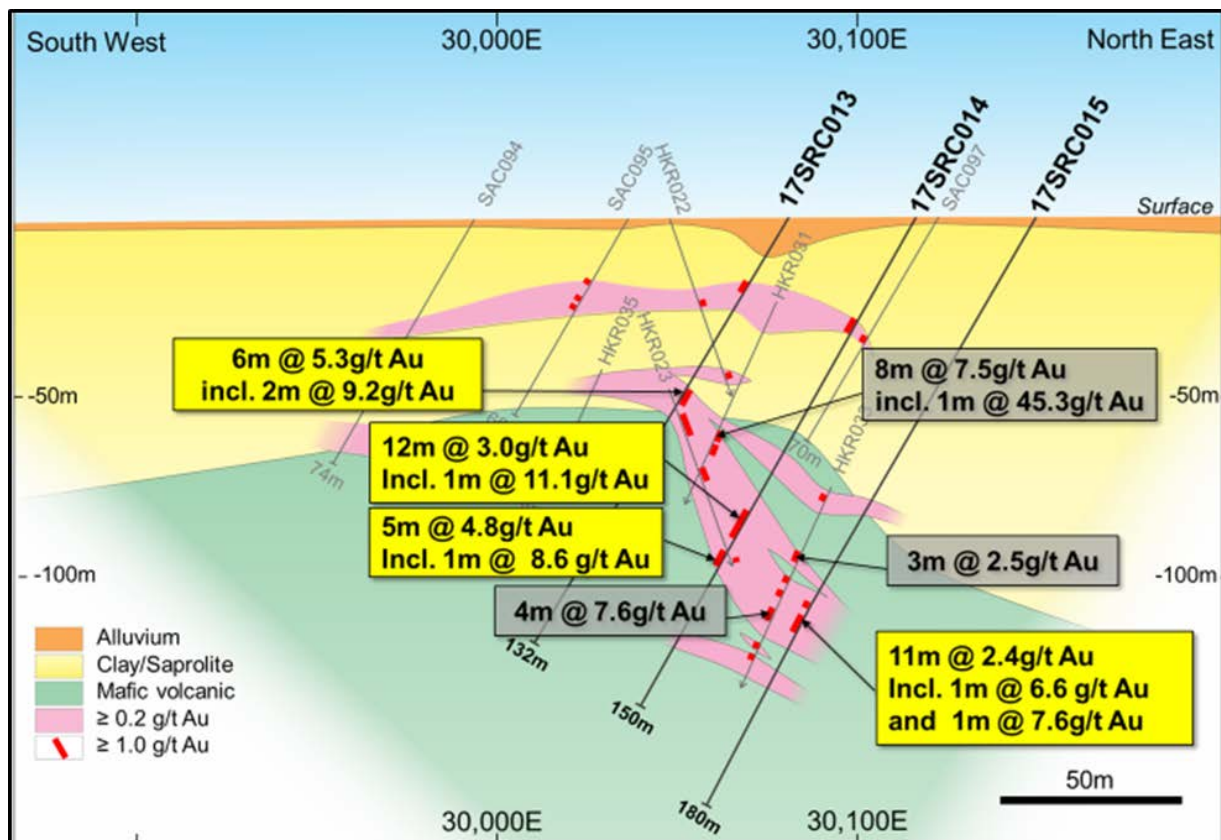 South West
30,000E
30,100E
North East
SAC094
SAC095
HKR022
17SRC013
17SRC014
SAC097
17SRC015
Surface
HKR031
HKR035
HKR023
6m @ 5.3g/t Au
incl. 2m @ 9.2g/t Au
8m @ 7.5g/t Au
incl. 1m @ 45.3g/t Au
-50m
-50m
74m
70m
12m @ 3.0g/t Au
Incl. 1m @ 11.1g/t Au
5m @ 4.8g/t Au
Incl. 1m @ 8.6 g/t Au
3m @ 2.5g/t Au
-100m
-100m
4m @ 7.6g/t Au
132m
150m
180m
11m @ 2.4g/t Au
Incl. 1m @ 6.6 g/t Au
and 1m @ 7.6g/t Au
Alluvium
Clay/Saprolite
Mafic volcanic
≥ 0.2 g/t Au
≥ 1.0 g/t Au
50m
30,000E
30,100E